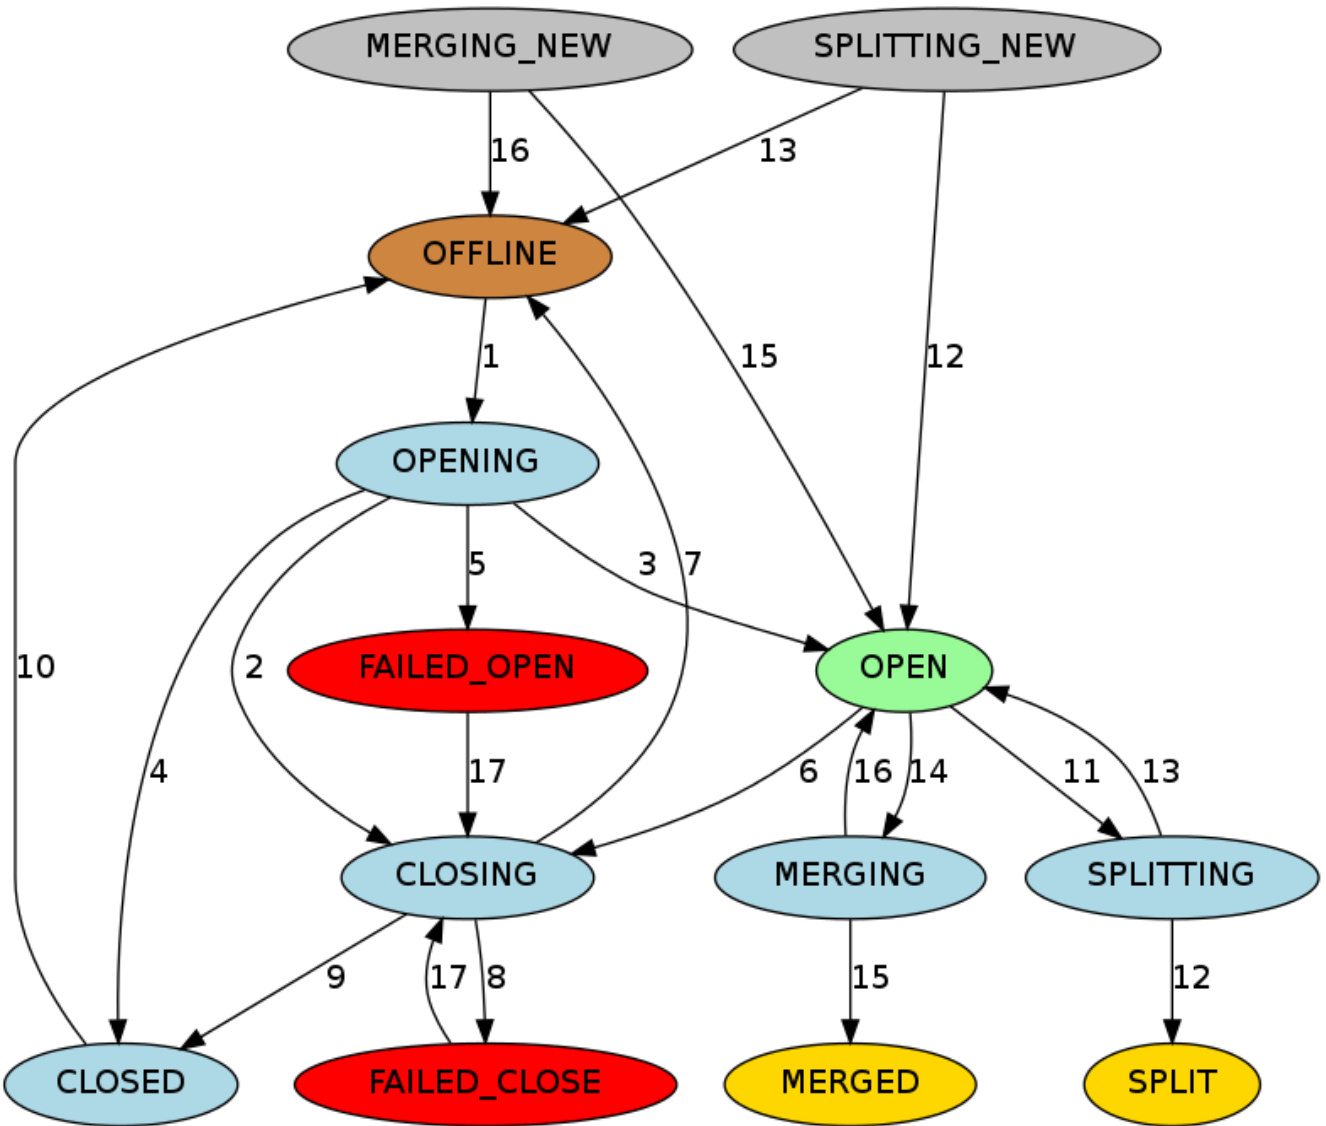 MERGING_NEW
SPLITTING_NEW
16
13
OFFLINE
1
15
12
OPENING
5
3
7
10
2
FAILED_OPEN
OPEN
4
17
6
16
14
11
13
CLOSING
MERGING
SPLITTING
9
17
8
15
12
CLOSED
FAILED_CLOSE
MERGED
SPLIT